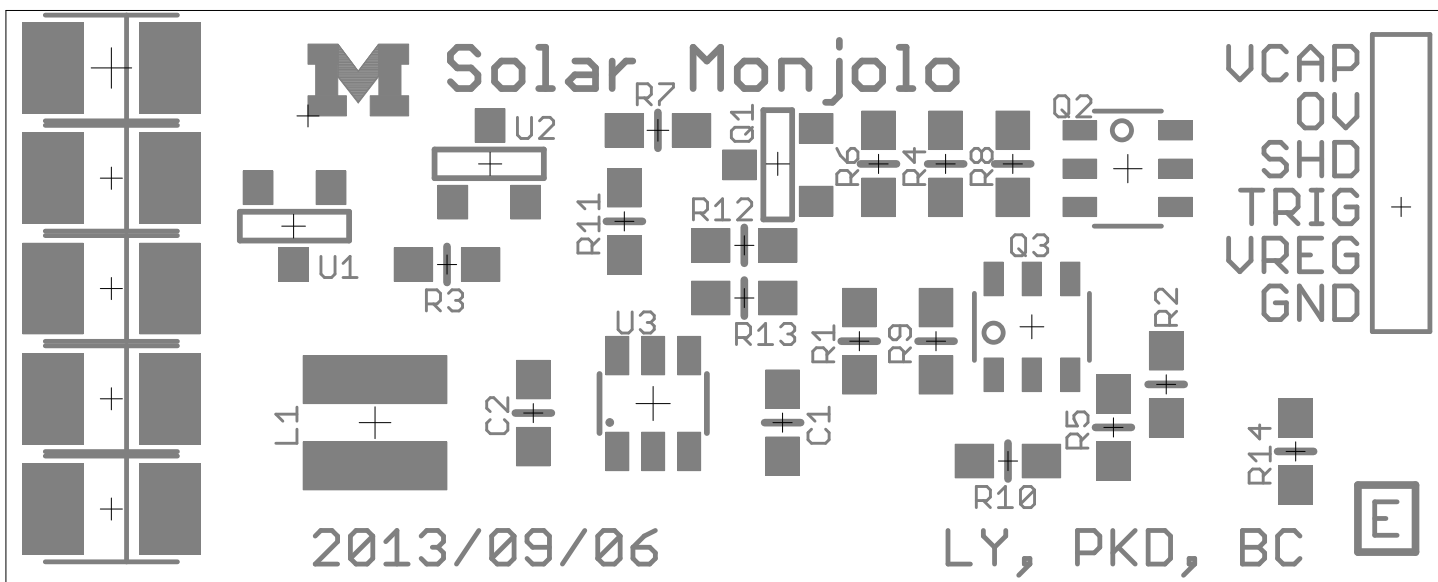 M Solar Monjolo
VCAP
OV
SHD
TRIG
VREG
GND
R7
U2
Q1
Q2
R6
R4
R8
R11
R12
U1
R3
Q3
R13
U3
R1
R9
R2
L1
C2
C1
R5
R14
R10
E
2013/09/06
LY, PKD, BC